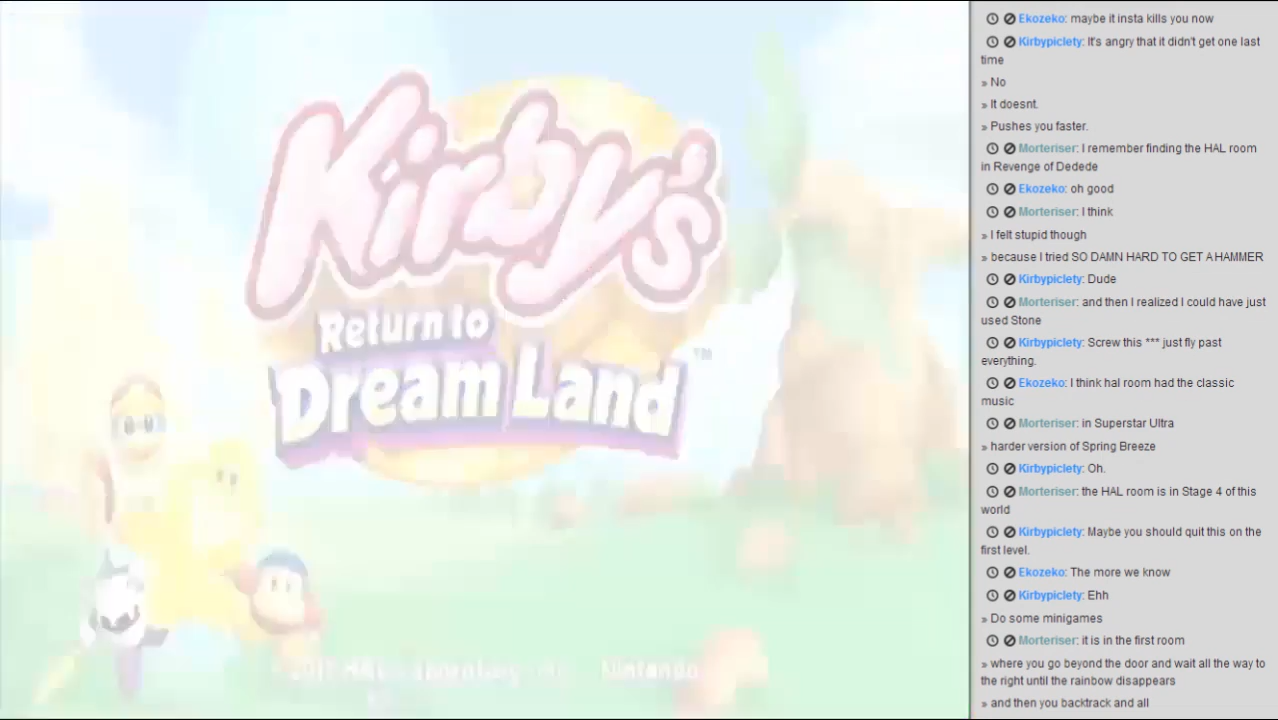 Kirby's
Return to
Dream Land
TM
Nintendo
Ekozeko: maybe it insta kills you now
Kirbypiclety: It's angry that it didn't get one last
time
» No
» It doesnt.
» Pushes you faster.
Morteriser: I remember finding the HAL room
in Revenge of Dedede
Ekozeko: oh good
Morteriser: I think
» I felt stupid though
» because I tried SO DAMN HARD TO GET A HAMMER
Kirbypiclety: Dude
Morteriser: and then I realized I could have just
used Stone
Kirbypiclety: Screw this *** just fly past
everything.
Ekozeko: I think hal room had the classic
music
Morteriser: in Superstar Ultra
» harder version of Spring Breeze
Kirbypiclety: Oh.
Morteriser: the HAL room is in Stage 4 of this
world
Kirbypiclety: Maybe you should quit this on the
first level.
Ekozeko: The more we know
Kirbypiclety: Ehh
» Do some minigames
Morteriser: it is in the first room
» where you go beyond the door and wait all the way to
the right until the rainbow disappears
» and then you backtrack and all